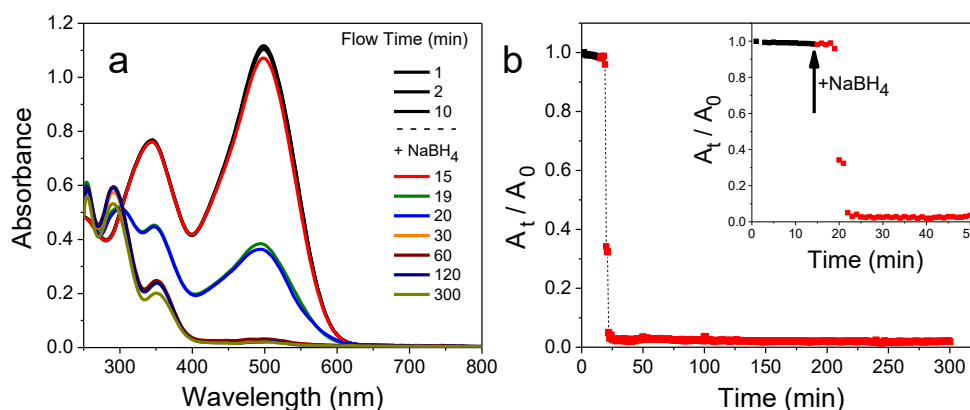 a
Flow Time (min)
1
2
10
+ NaBH₄
15
19
20
30
60
120
300
Absorbance
1.2
1.0
0.8
0.6
0.4
0.2
0.0
300 400 500 600 700 800
Wavelength (nm)
b
Aₜ / A₀
1.0
0.8
0.6
0.4
0.2
0.0
0 50 100 150 200 250 300
Time (min)
Aₜ / A₀
1.0
0.8
0.6
0.4
0.2
0.0
+NaBH₄
0 10 20 30 40 50
Time (min)